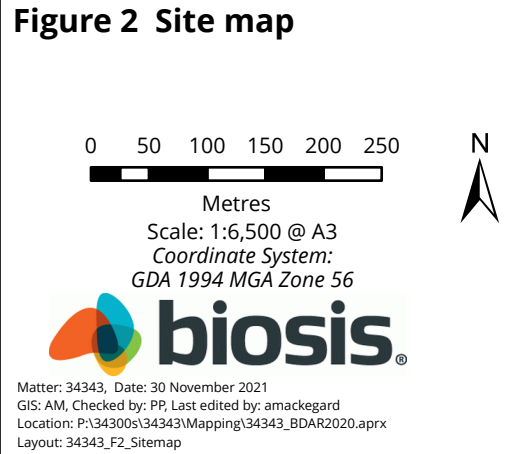 Figure 2 Site map
0 50 100 150 200 250
N
Metres
Scale: 1:6,500 @ A3
Coordinate System:
GDA 1994 MGA Zone 56
biosis®
Matter: 34343, Date: 30 November 2021
GIS: AM, Checked by: PP, Last edited by: amackegard
Location: P:\34300s\34343\Mapping\34343_BDAR2020.aprx
Layout: 34343_F2_Sitemap